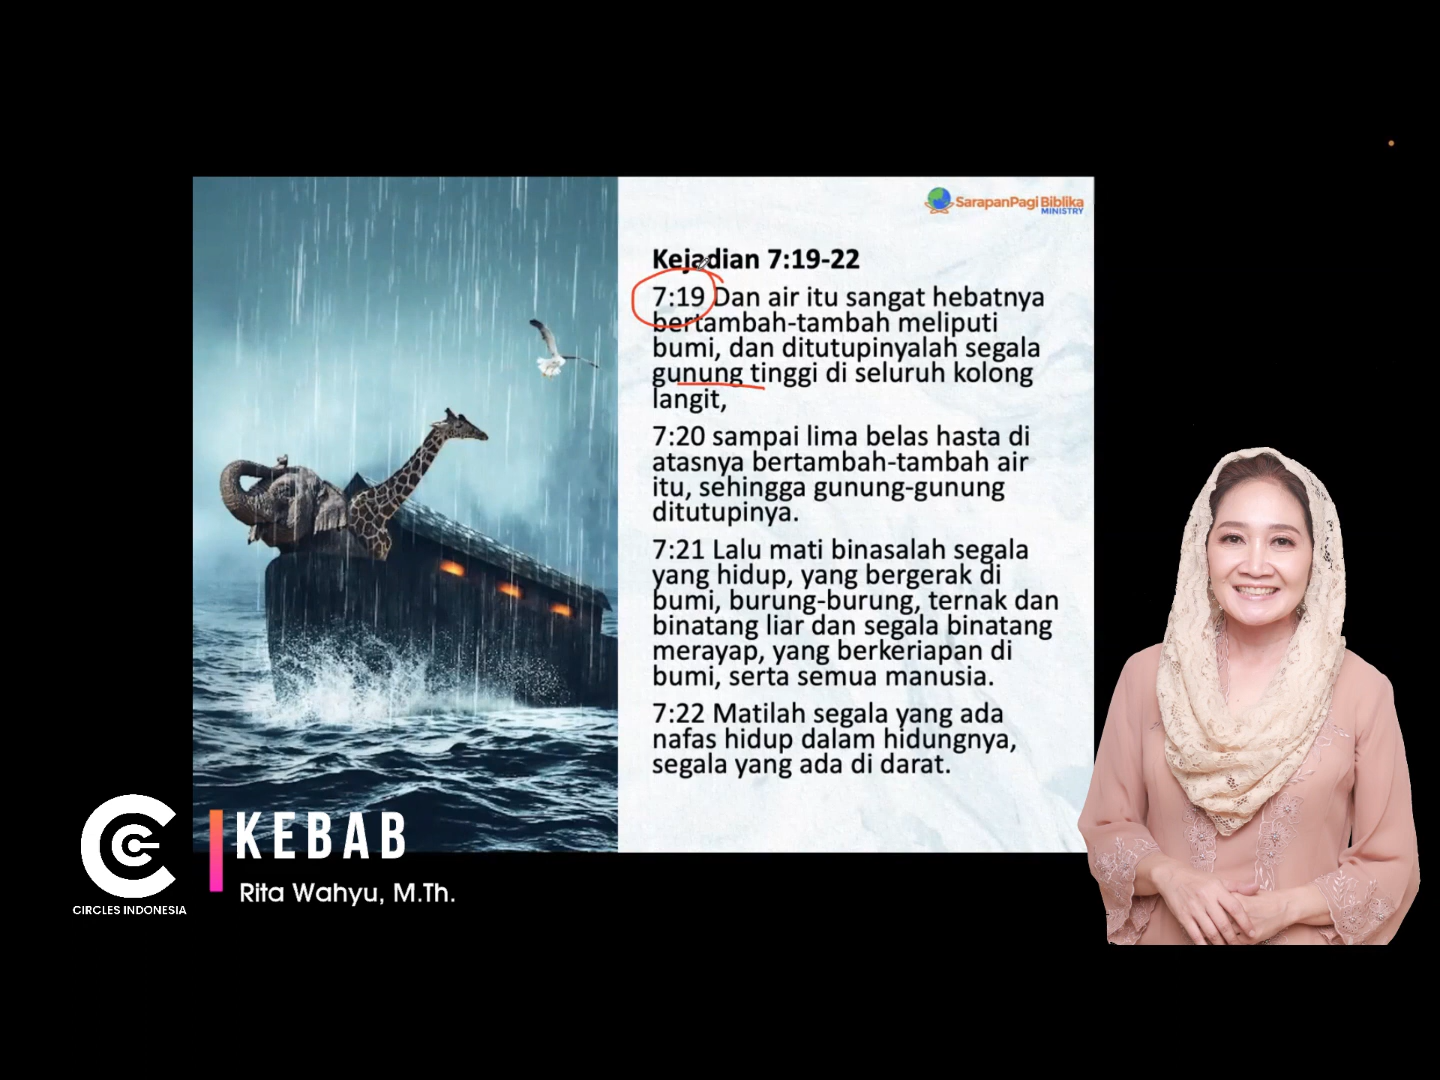 SarapanPagi Biblika
MINISTRY
Kejadian 7:19-22
7:19 Dan air itu sangat hebatnya
bertambah-tambah meliputi
bumi, dan ditutupinyalah segala
gunung tinggi di seluruh kolong
langit,
7:20 sampai lima belas hasta di
atasnya bertambah-tambah air
itu, sehingga gunung-gunung
ditutupinya.
7:21 Lalu mati binasalah segala
yang hidup, yang bergerak di
bumi, burung-burung, ternak dan
binatang liar dan segala binatang
merayap, yang berkeriapan di
bumi, serta semua manusia.
7:22 Matilah segala yang ada
nafas hidup dalam hidungnya,
segala yang ada di darat.
KEBAB
Rita Wahyu, M.Th.
CIRCLES INDONESIA